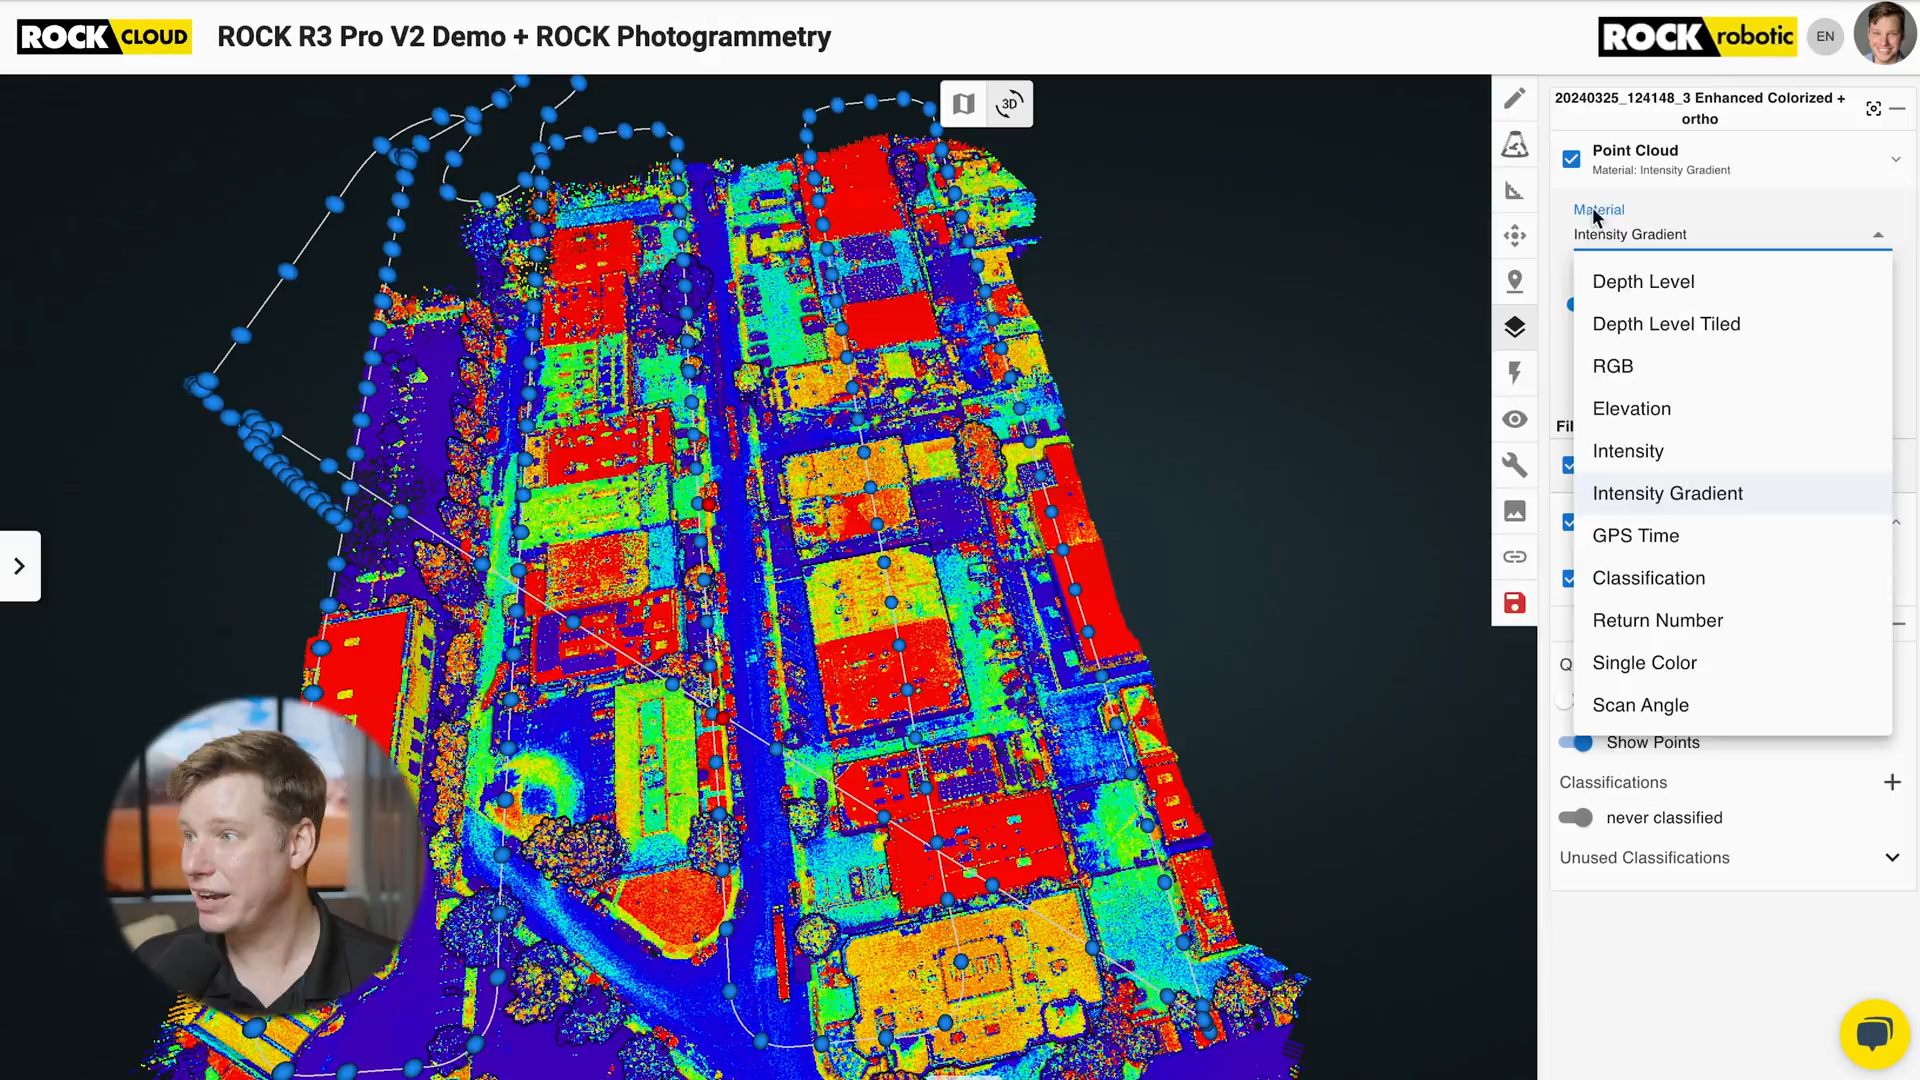 ROCK CLOUD
ROCK R3 Pro V2 Demo + ROCK Photogrammetry
ROCK robotic
EN
3D
20240325_124148_3 Enhanced Colorized +
ortho
Point Cloud
Material: Intensity Gradient
Material
Intensity Gradient
Depth Level
Depth Level Tiled
RGB
Elevation
Fil
Intensity
Intensity Gradient
GPS Time
Classification
Return Number
Q
Single Color
Scan Angle
Show Points
Classifications
never classified
Unused Classifications